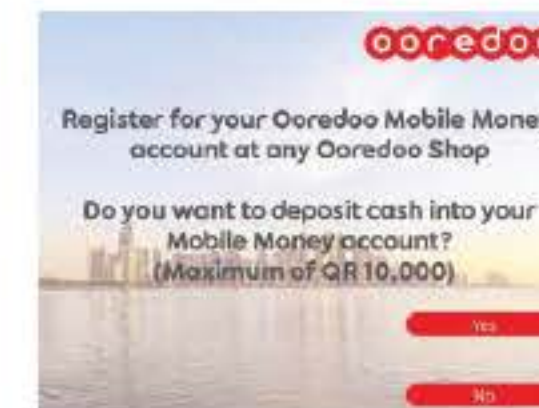 ooredoo
Register for your Ooredoo Mobile Mone
account at any Ooredoo Shop
Do you want to deposit cash into your
Mobile Money account?
(Maximum of QR 10,000)
Yes
No